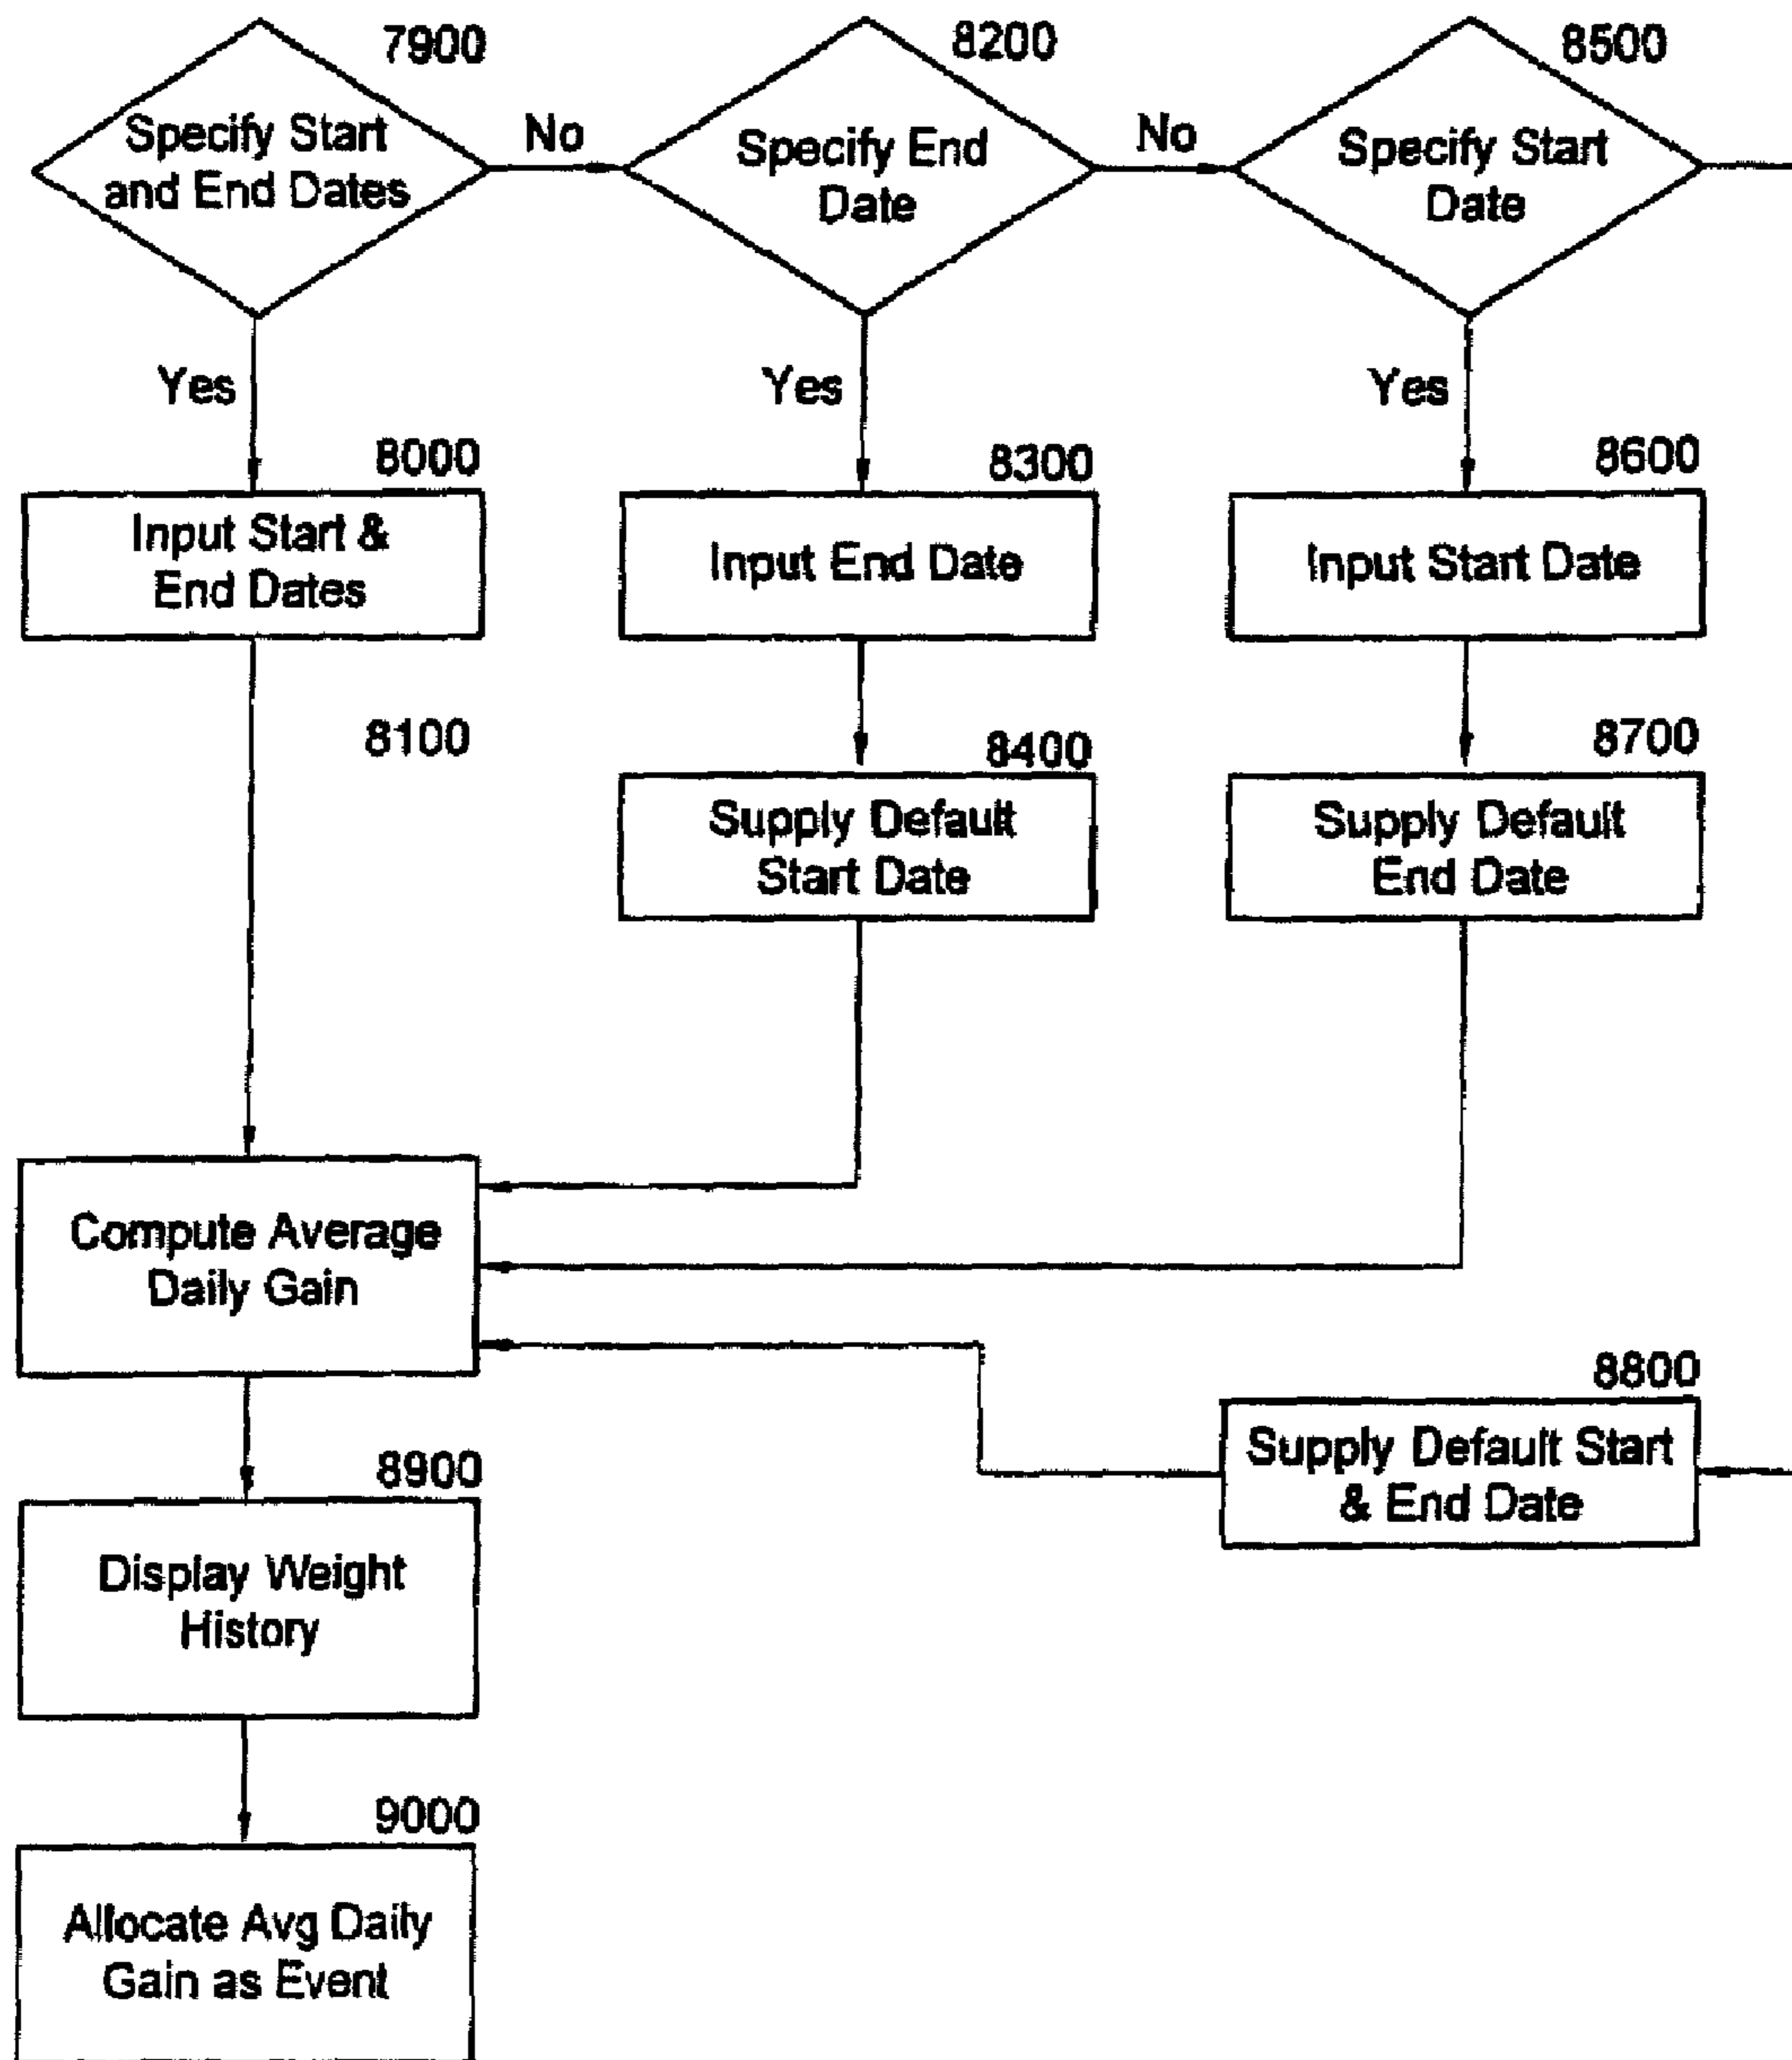 7900
Specify Start
and End Dates
No
8200
Specify End
Date
No
8500
Specify Start
Date
Yes
Yes
Yes
8000
Input Start &
End Dates
8300
Input End Date
8600
Input Start Date
8100
8400
Supply Default
Start Date
8700
Supply Default
End Date
Compute Average
Daily Gain
8800
Supply Default Start
& End Date
8900
Display Weight
History
9000
Allocate Avg Daily
Gain as Event